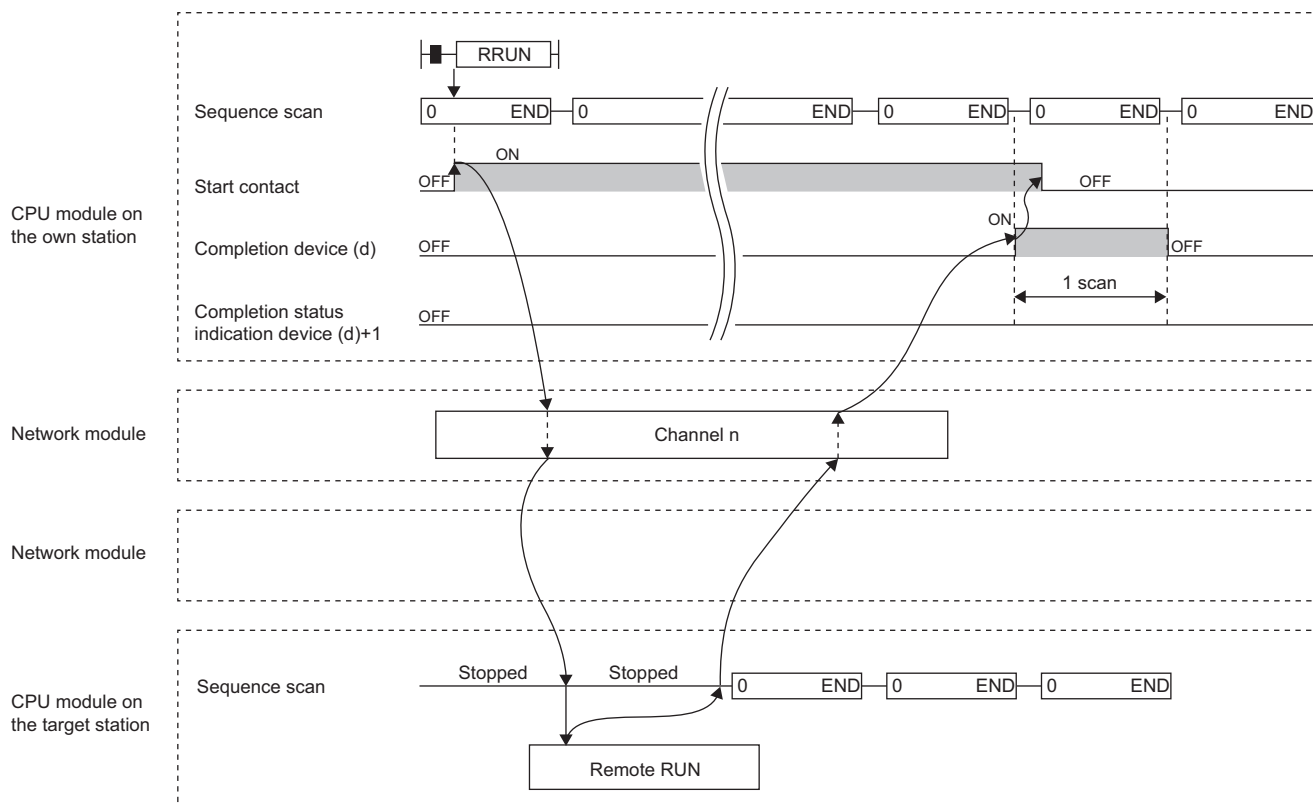 RRUN
Sequence scan
0 END 0 END 0 END 0 END 0 END
ON
Start contact
OFF
OFF
CPU module on
the own station
ON
Completion device (d)
OFF
OFF
1 scan
Completion status
indication device (d)+1
OFF
Network module
Channel n
Network module
CPU module on
the target station
Sequence scan
Stopped Stopped
0 END 0 END 0 END
Remote RUN